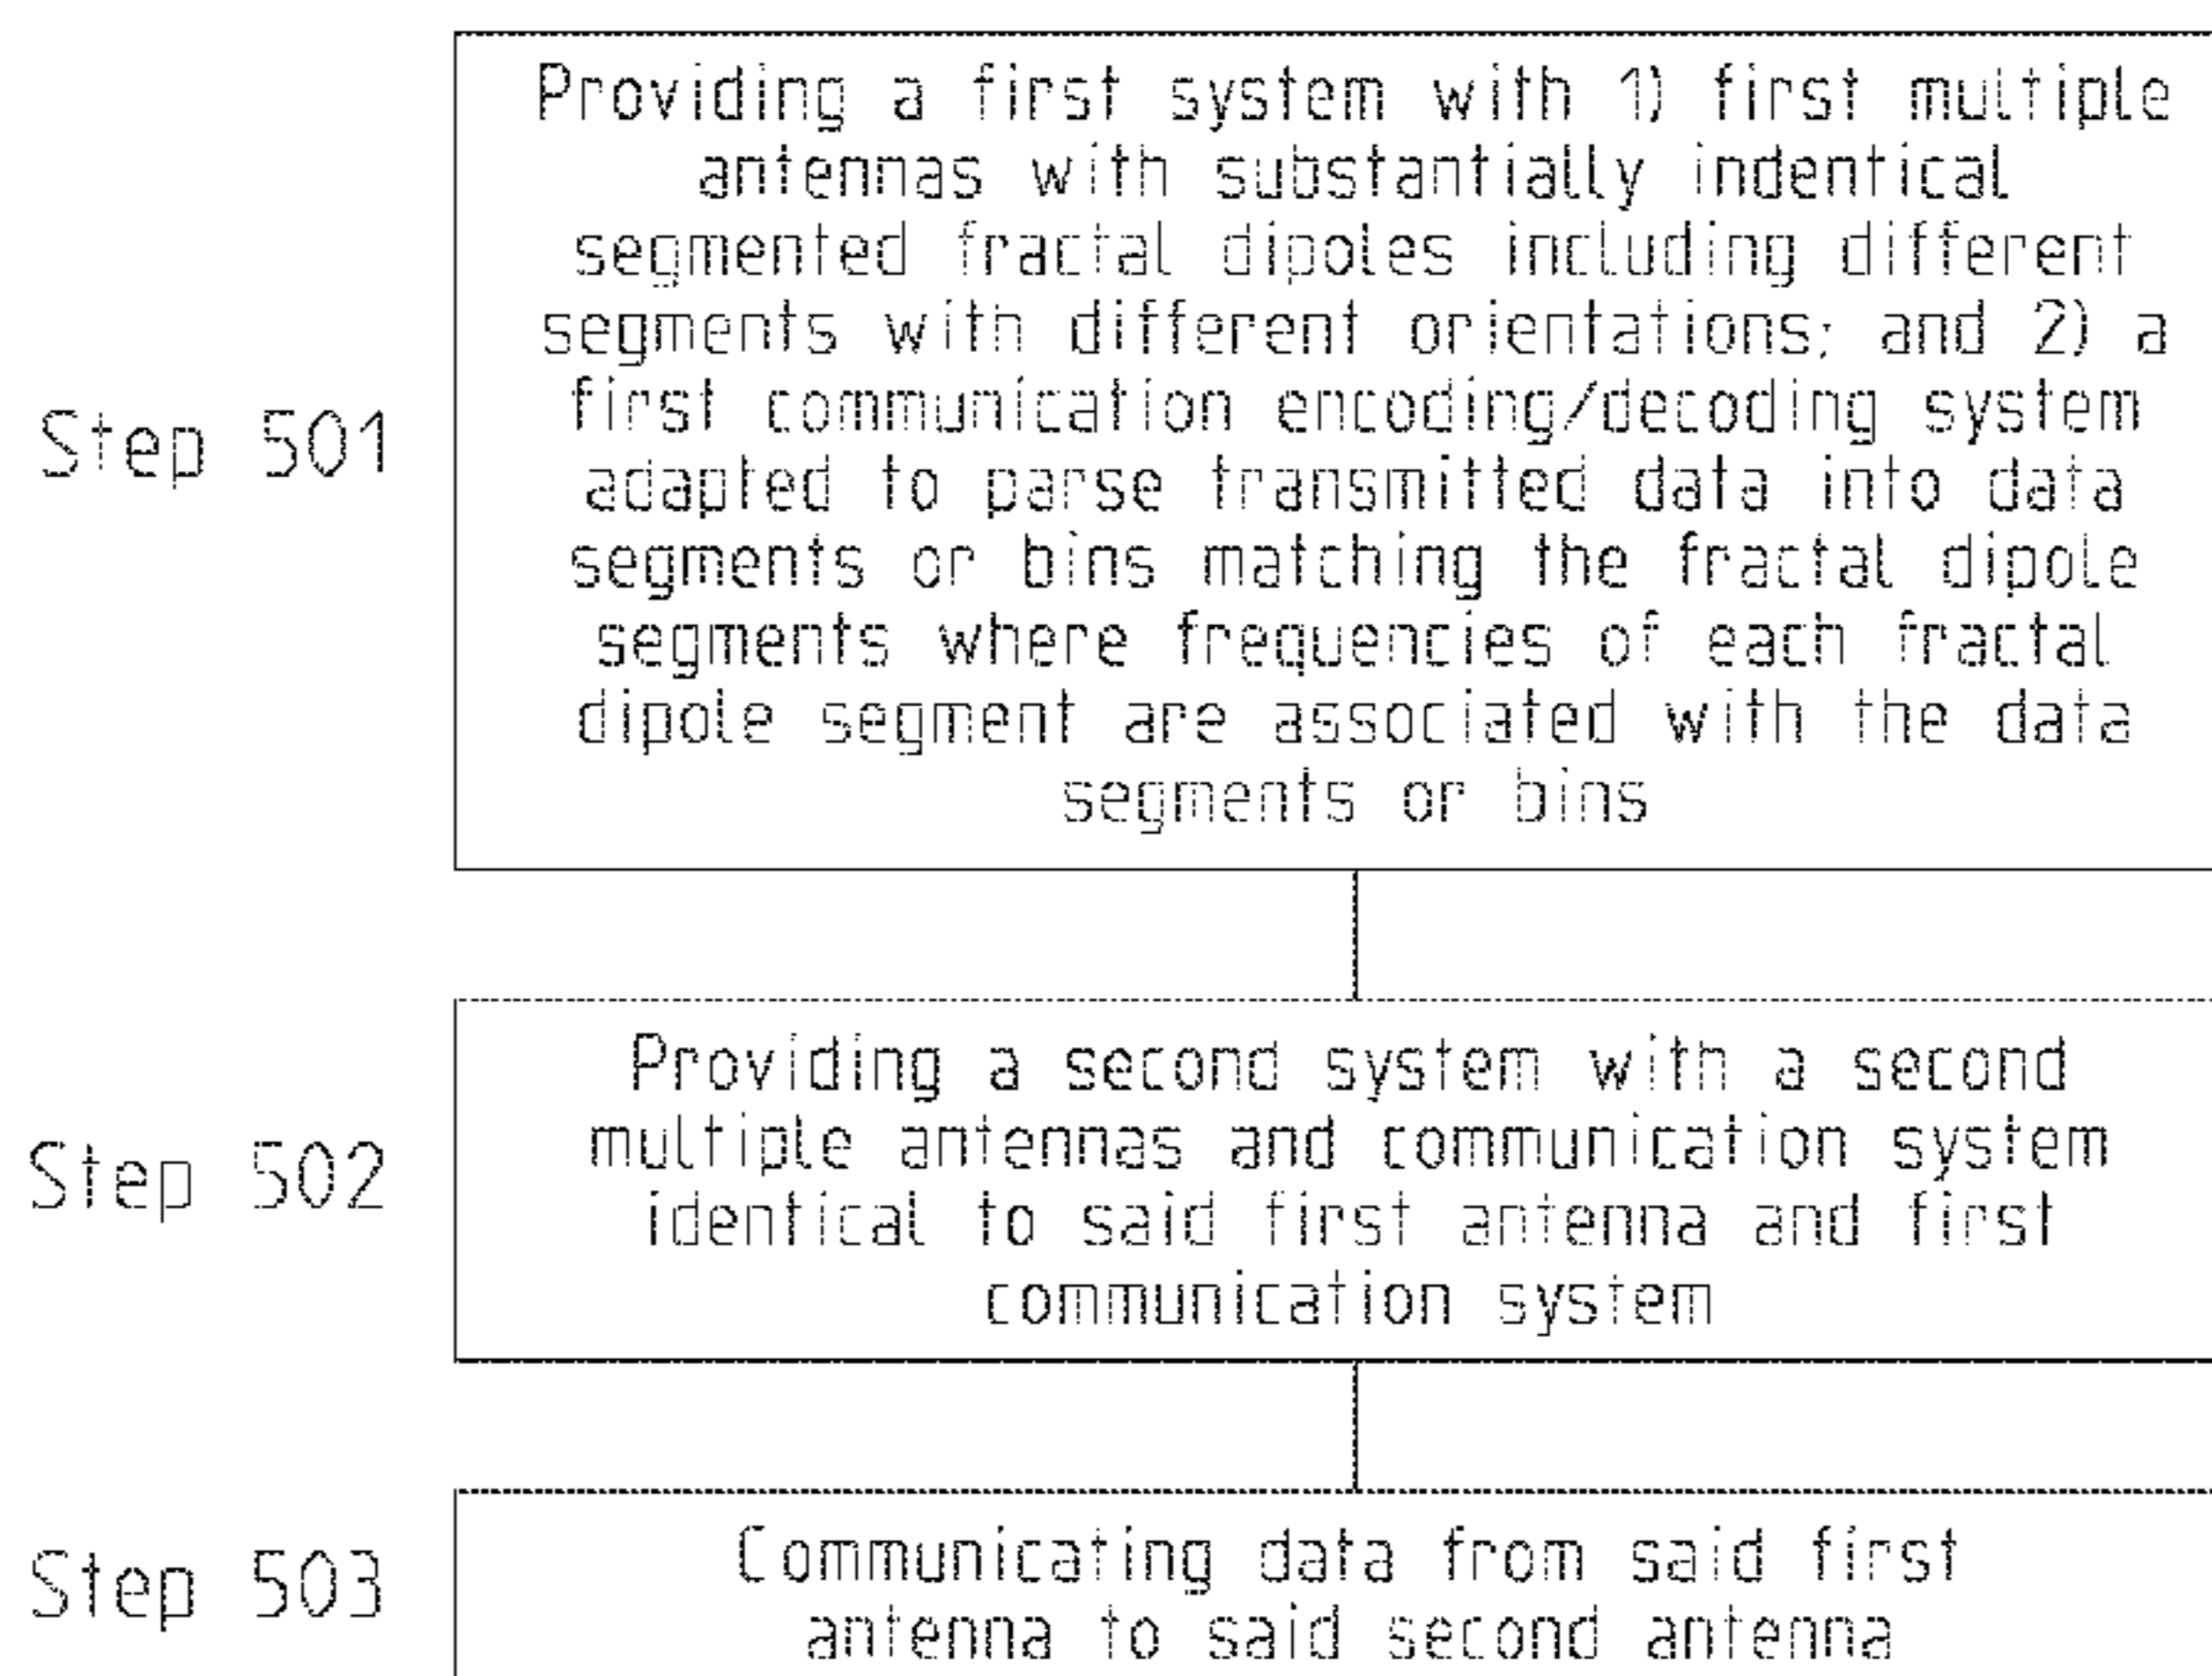 Providing a first system with 1) first multiple
antennas with substantially indentical
segmented fractal dipoles including different
segments with different orientations; and 2) a
first communication encoding/decoding system
Step 501
adapted to parse transmitted data into data
segments or bins matching the fractal dipole
segments where frequencies of each fractal
dipole segment are associated with the data
segments or bins
Providing a second system with a second
multiple antennas and communication system
Step 502
identical to said first antenna and first
communication system
Communicating data from said first
Step 503
antenna to said second antenna